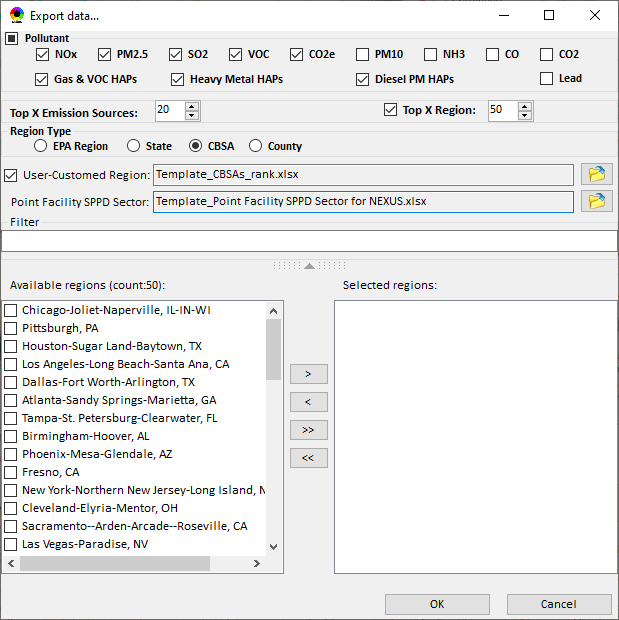 Export data...
Pollutant
NOx PM2.5 SO2 VOC CO2e PM10 NH3 CO CO2
Gas & VOC HAPs Heavy Metal HAPs Diesel PM HAPs Lead
Top X Emission Sources: 20 Top X Region: 50
Region Type
EPA Region State CBSA County
User-Customed Region: Template_CBSAs_rank.xlsx
Point Facility SPPD Sector: Template_Point Facility SPPD Sector for NEXUS.xlsx
Filter
Available regions (count:50): Selected regions:
Chicago-Joliet-Naperville, IL-IN-WI
Pittsburgh, PA
Houston-Sugar Land-Baytown, TX
Los Angeles-Long Beach-Santa Ana, CA
Dallas-Fort Worth-Arlington, TX
Atlanta-Sandy Springs-Marietta, GA
Tampa-St. Petersburg-Clearwater, FL
Birmingham-Hoover, AL
Phoenix-Mesa-Glendale, AZ
Fresno, CA
New York-Northern New Jersey-Long Island, N
Cleveland-Elyria-Mentor, OH
Sacramento--Arden-Arcade--Roseville, CA
Las Vegas-Paradise, NV
>
<
>>
<<
OK Cancel